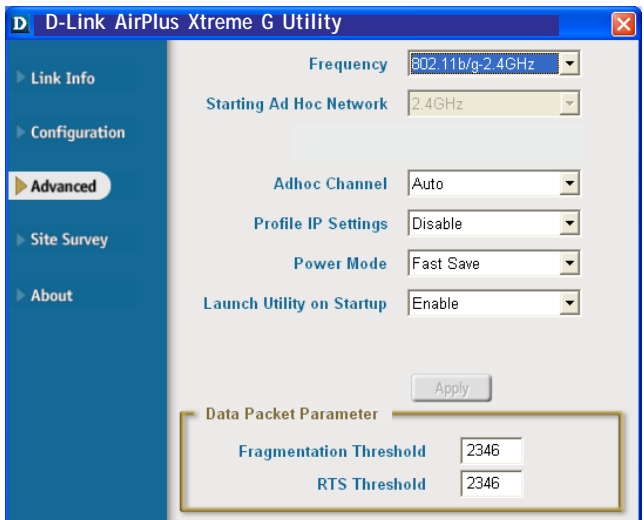 D D-Link AirPlus Xtreme G Utility
Link Info
Configuration
Advanced
Site Survey
About
Frequency 802.11b/g-2.4GHz
Starting Ad Hoc Network 2.4GHz
Adhoc Channel Auto
Profile IP Settings Disable
Power Mode Fast Save
Launch Utility on Startup Enable
Apply
Data Packet Parameter
Fragmentation Threshold 2346
RTS Threshold 2346